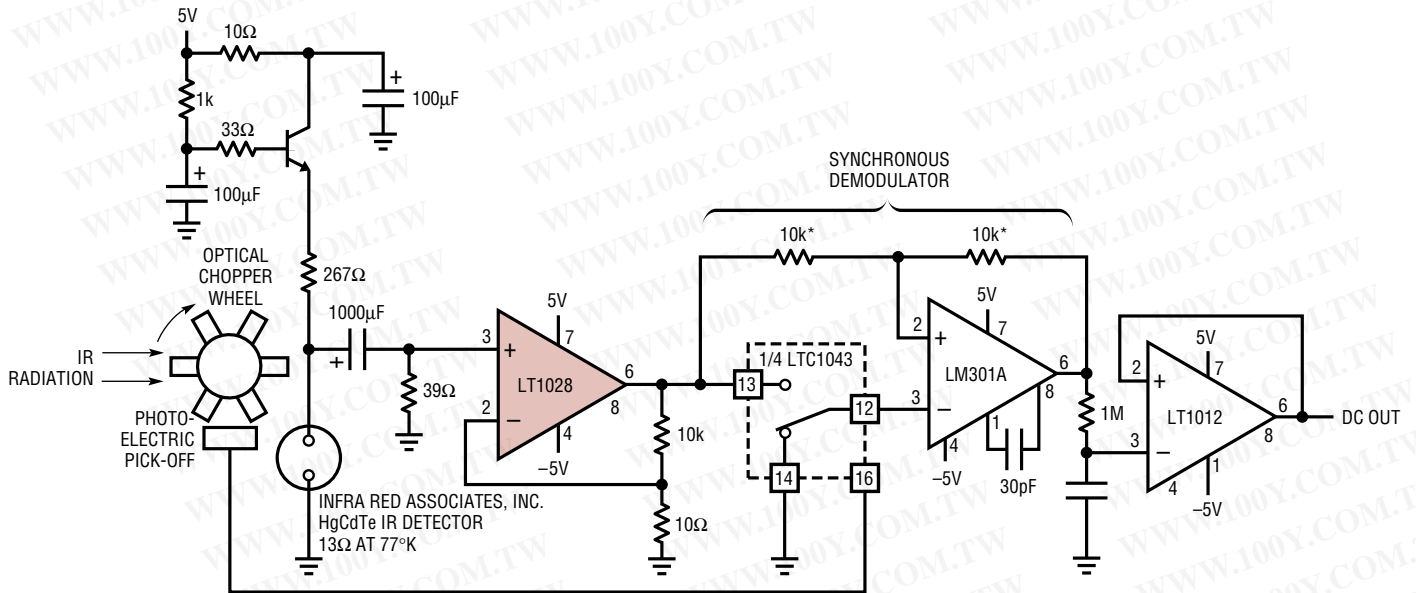 WWW.100Y.COM.TW
5V
10Ω
1k
33Ω
100µF
100µF
267Ω
OPTICAL
CHOPPER
WHEEL
IR
RADIATION
PHOTO-
ELECTRIC
PICK-OFF
1000µF
39Ω
INFRA RED ASSOCIATES, INC.
HgCdTe IR DETECTOR
13Ω AT 77°K
5V
7
3
+
LT1028
2
−
4
−5V
6
8
10k
10Ω
SYNCHRONOUS
DEMODULATOR
10k*
10k*
1/4 LTC1043
13
12
14
16
5V
7
2
+
LM301A
3
−
4
−5V
1
8
30pF
6
1M
5V
7
2
+
LT1012
3
−
4
1
−5V
6
8
DC OUT